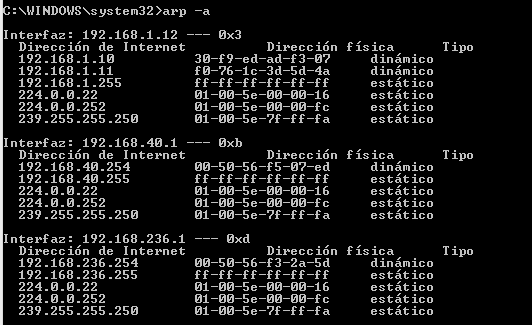 C:\WINDOWS\system32>arp -a
Interfaz: 192.168.1.12 --- 0x3
Dirección de Internet Dirección física Tipo
192.168.1.10 30-f9-ed-ad-f3-07 dinámico
192.168.1.11 f0-76-1c-3d-5d-4a dinámico
192.168.1.255 ff-ff-ff-ff-ff-ff estático
224.0.0.22 01-00-5e-00-00-16 estático
224.0.0.252 01-00-5e-00-00-fc estático
239.255.255.250 01-00-5e-7f-ff-fa estático
Interfaz: 192.168.40.1 --- 0xb
Dirección de Internet Dirección física Tipo
192.168.40.254 00-50-56-f5-07-ed dinámico
192.168.40.255 ff-ff-ff-ff-ff-ff estático
224.0.0.22 01-00-5e-00-00-16 estático
224.0.0.252 01-00-5e-00-00-fc estático
239.255.255.250 01-00-5e-7f-ff-fa estático
Interfaz: 192.168.236.1 --- 0xd
Dirección de Internet Dirección física Tipo
192.168.236.254 00-50-56-f3-2a-5d dinámico
192.168.236.255 ff-ff-ff-ff-ff-ff estático
224.0.0.22 01-00-5e-00-00-16 estático
224.0.0.252 01-00-5e-00-00-fc estático
239.255.255.250 01-00-5e-7f-ff-fa estático